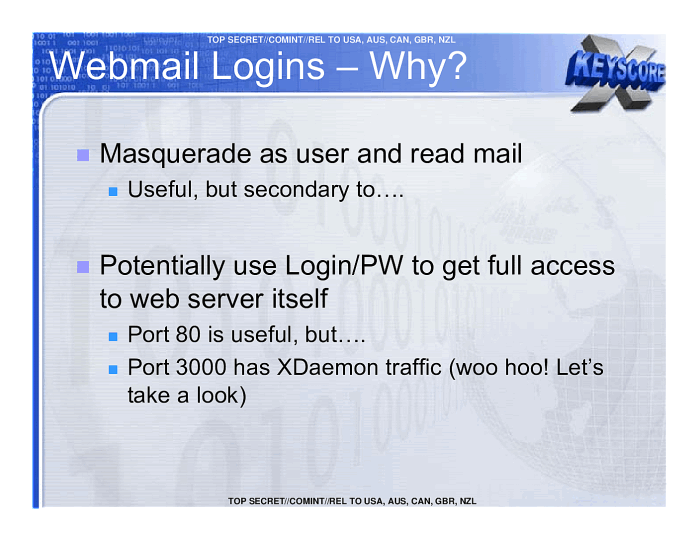 TOP SECRET//COMINT//REL TO USA, AUS, CAN, GBR, NZL
Webmail Logins – Why?
X KEYSCORE
Masquerade as user and read mail
Useful, but secondary to….
Potentially use Login/PW to get full access
to web server itself
Port 80 is useful, but….
Port 3000 has XDaemon traffic (woo hoo! Let’s
take a look)
TOP SECRET//COMINT//REL TO USA, AUS, CAN, GBR, NZL